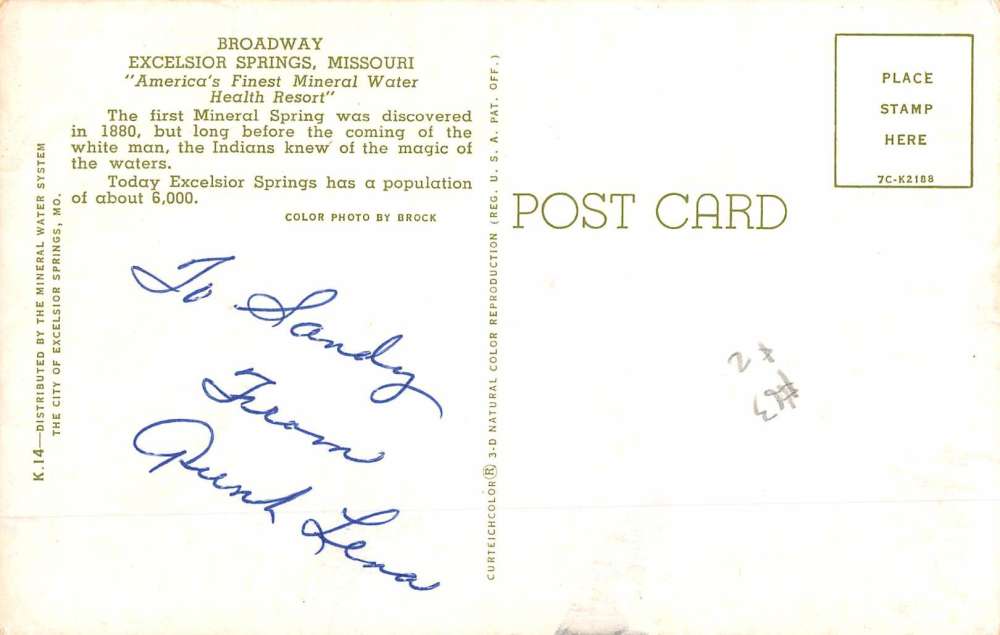 BROADWAY
EXCELSIOR SPRINGS, MISSOURI
"America's Finest Mineral Water
Health Resort"
The first Mineral Spring was discovered
in 1880, but long before the coming of the
white man, the Indians knew of the magic of
the waters.
Today Excelsior Springs has a population
of about 6,000.
COLOR PHOTO BY BROCK
K.14—DISTRIBUTED BY THE MINERAL WATER SYSTEM
THE CITY OF EXCELSIOR SPRINGS, MO.
To Sandy
From
Aunt Lena
CURTEICHCOLOR® 3-D NATURAL COLOR REPRODUCTION (REG. U. S. A. PAT. OFF.)
POST CARD
PLACE
STAMP
HERE
7C-K2188